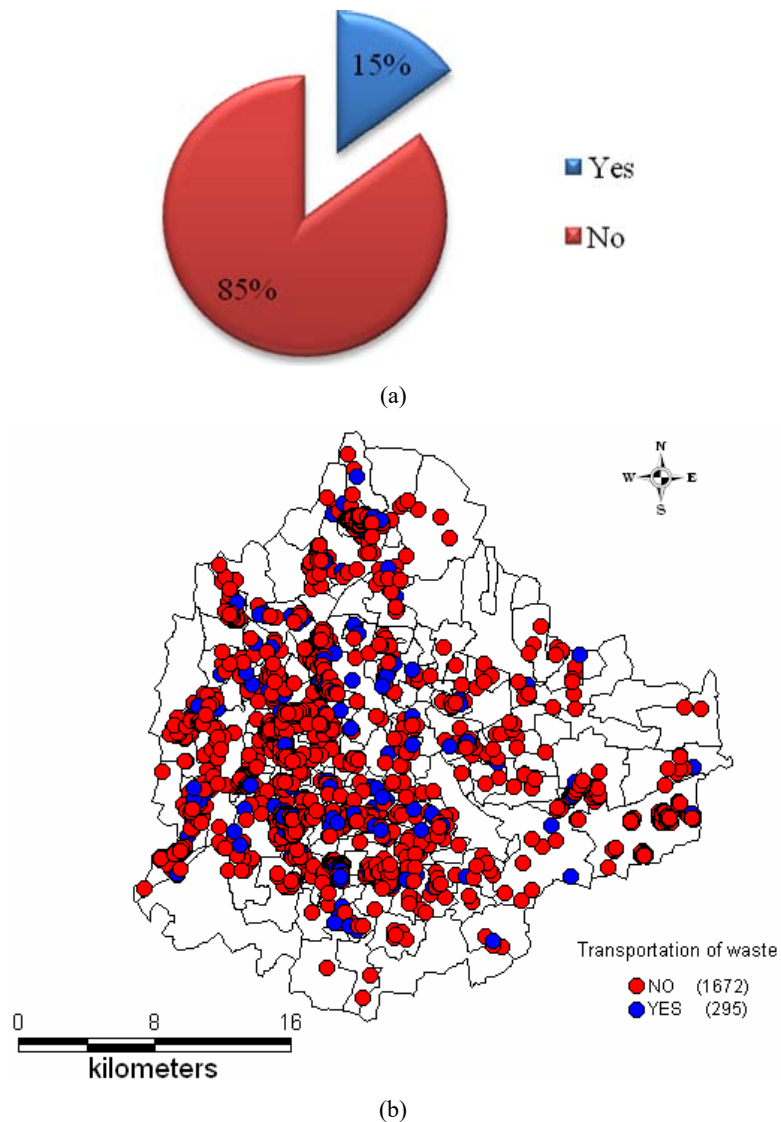 15%
Yes
No
85%
(a)
N
W E
S
Transportation of waste
NO (1672)
YES (295)
0 8 16
kilometers
(b)